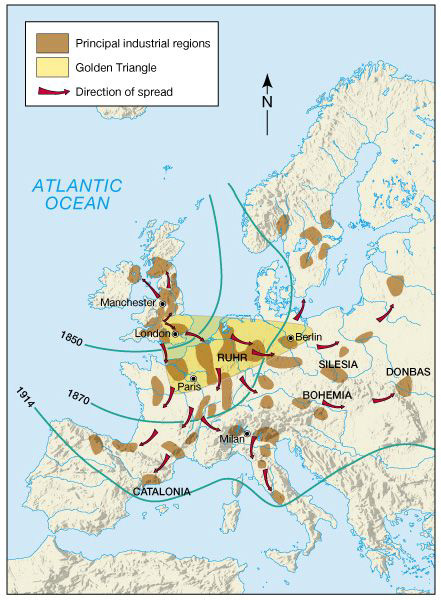 Principal industrial regions
Golden Triangle
Direction of spread
N
ATLANTIC
OCEAN
Manchester
1850
London
Berlin
RUHR
SILESIA
DONBAS
Paris
BOHEMIA
1870
1914
Milan
CATALONIA